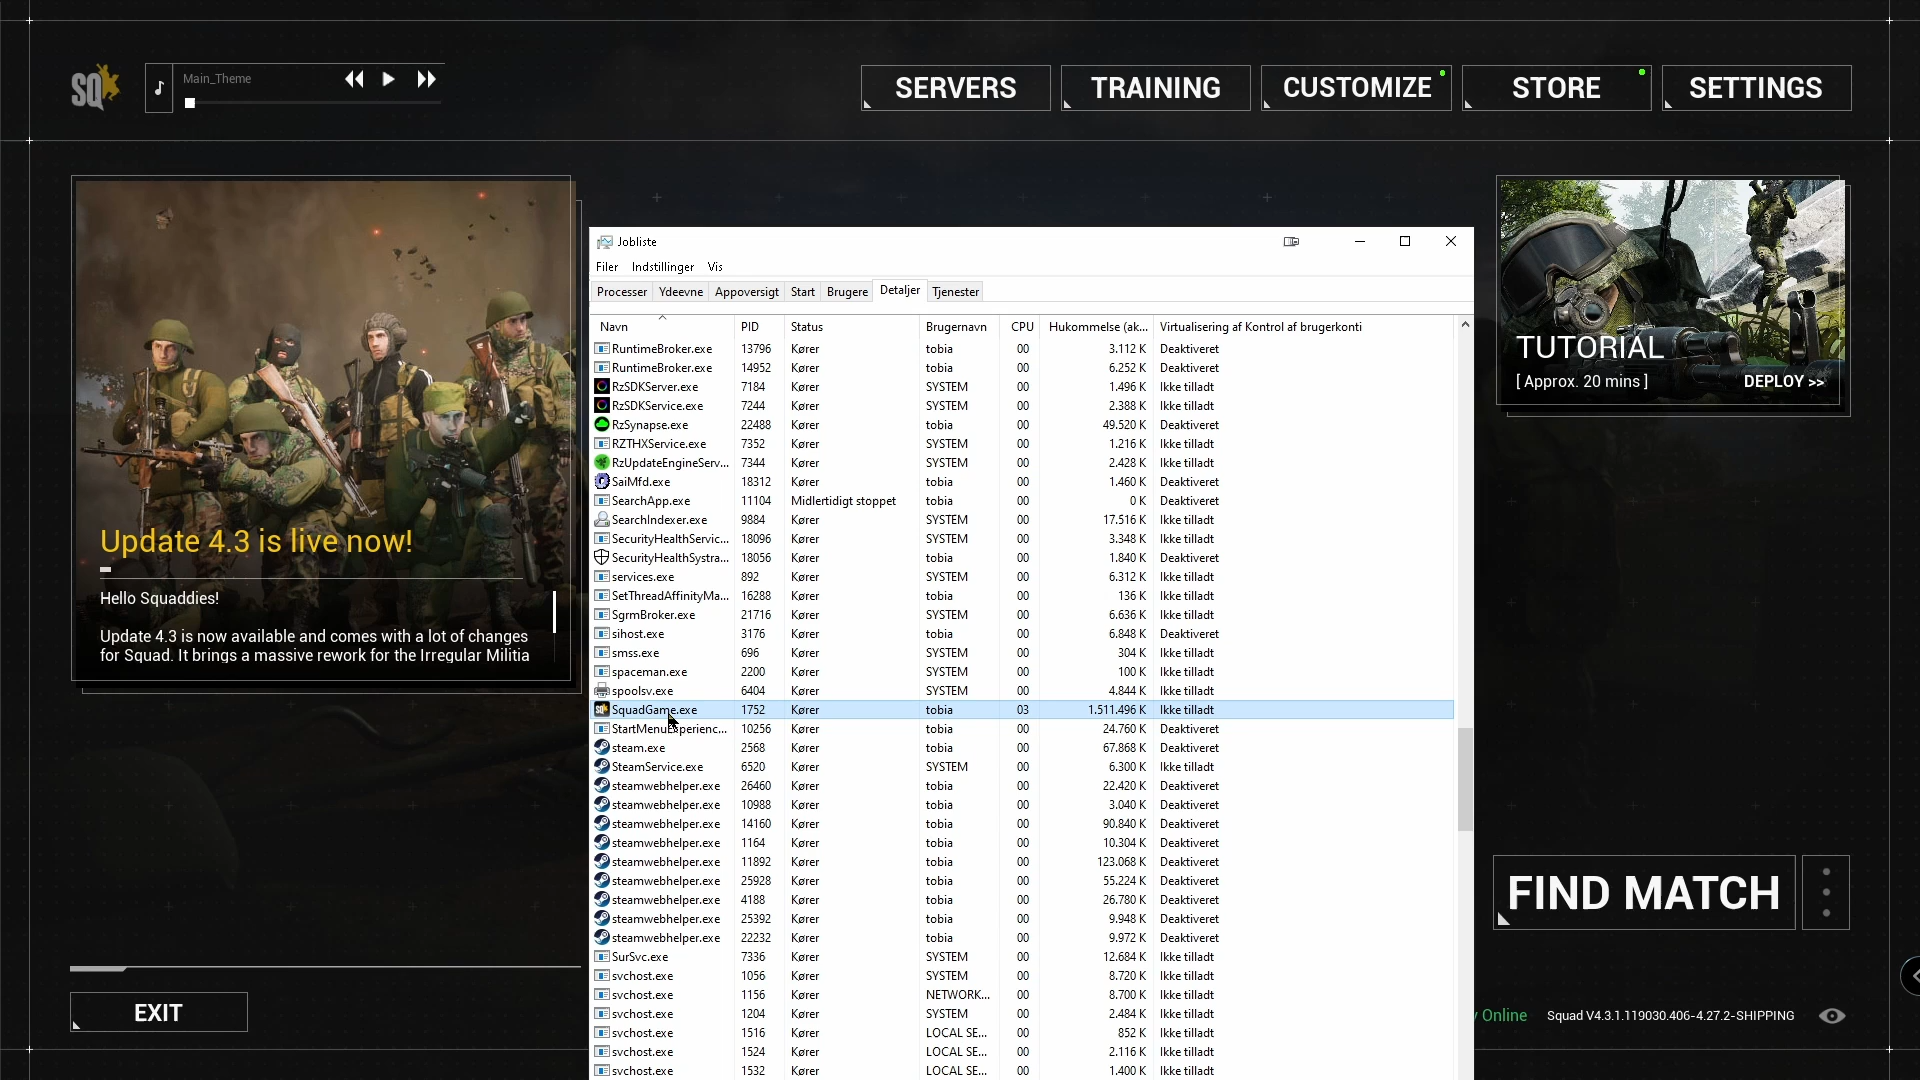 SQ
Main_Theme
SERVERS
TRAINING
CUSTOMIZE
STORE
SETTINGS
Update 4.3 is live now!
Hello Squaddies!
Update 4.3 is now available and comes with a lot of changes
for Squad. It brings a massive rework for the Irregular Militia
TUTORIAL
[ Approx. 20 mins ]
DEPLOY >>
Jobliste
Filer Indstillinger Vis
Processer Ydeevne Appoversigt Start Brugere Detaljer Tjenester
Navn PID Status Brugernavn CPU Hukommelse (ak... Virtualisering af Kontrol af brugerkonti
RuntimeBroker.exe 13796 Kører tobia 00 3.112 K Deaktiveret
RuntimeBroker.exe 14952 Kører tobia 00 6.252 K Deaktiveret
RzSDKServer.exe 7184 Kører SYSTEM 00 1.496 K Ikke tilladt
RzSDKService.exe 7244 Kører SYSTEM 00 2.388 K Ikke tilladt
RzSynapse.exe 22488 Kører tobia 00 49.520 K Deaktiveret
RZTHXService.exe 7352 Kører SYSTEM 00 1.216 K Ikke tilladt
RzUpdateEngineServ... 7344 Kører SYSTEM 00 2.428 K Ikke tilladt
SaiMfd.exe 18312 Kører tobia 00 1.460 K Deaktiveret
SearchApp.exe 11104 Midlertidigt stoppet tobia 00 0 K Deaktiveret
SearchIndexer.exe 9884 Kører SYSTEM 00 17.516 K Ikke tilladt
SecurityHealthServic... 18096 Kører SYSTEM 00 3.348 K Ikke tilladt
SecurityHealthSystra... 18056 Kører tobia 00 1.840 K Deaktiveret
services.exe 892 Kører SYSTEM 00 6.312 K Ikke tilladt
SetThreadAffinityMa... 16288 Kører tobia 00 136 K Ikke tilladt
SgrmBroker.exe 21716 Kører SYSTEM 00 6.636 K Ikke tilladt
sihost.exe 3176 Kører tobia 00 6.848 K Deaktiveret
smss.exe 696 Kører SYSTEM 00 304 K Ikke tilladt
spaceman.exe 2200 Kører SYSTEM 00 100 K Ikke tilladt
spoolsv.exe 6404 Kører SYSTEM 00 4.844 K Ikke tilladt
SquadGame.exe 1752 Kører tobia 03 1.511.496 K Ikke tilladt
StartMenuExperienc... 10256 Kører tobia 00 24.760 K Deaktiveret
steam.exe 2568 Kører tobia 00 67.868 K Deaktiveret
SteamService.exe 6520 Kører SYSTEM 00 6.300 K Ikke tilladt
steamwebhelper.exe 26460 Kører tobia 00 22.420 K Deaktiveret
steamwebhelper.exe 10988 Kører tobia 00 3.040 K Deaktiveret
steamwebhelper.exe 14160 Kører tobia 00 90.840 K Deaktiveret
steamwebhelper.exe 1164 Kører tobia 00 10.304 K Deaktiveret
steamwebhelper.exe 11892 Kører tobia 00 123.068 K Deaktiveret
steamwebhelper.exe 25928 Kører tobia 00 55.224 K Deaktiveret
steamwebhelper.exe 4188 Kører tobia 00 26.780 K Deaktiveret
steamwebhelper.exe 25392 Kører tobia 00 9.948 K Deaktiveret
steamwebhelper.exe 22232 Kører tobia 00 9.972 K Deaktiveret
SurSvc.exe 7336 Kører SYSTEM 00 12.684 K Ikke tilladt
svchost.exe 1056 Kører SYSTEM 00 8.720 K Ikke tilladt
svchost.exe 1156 Kører NETWORK... 00 8.700 K Ikke tilladt
svchost.exe 1204 Kører SYSTEM 00 2.484 K Ikke tilladt
svchost.exe 1516 Kører LOCAL SE... 00 852 K Ikke tilladt
svchost.exe 1524 Kører LOCAL SE... 00 2.116 K Ikke tilladt
svchost.exe 1532 Kører LOCAL SE... 00 1.400 K Ikke tilladt
FIND MATCH
EXIT
y Online
Squad V4.3.1.119030.406-4.27.2-SHIPPING